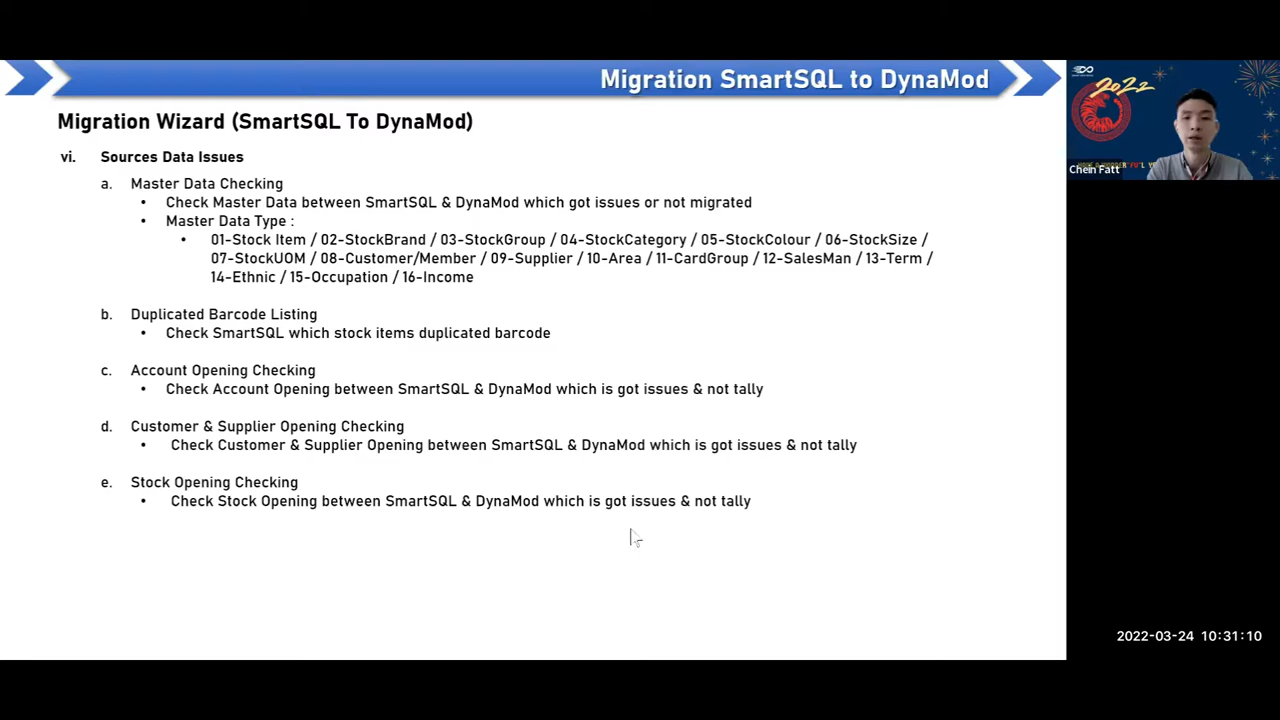 Migration SmartSQL to DynaMod
Migration Wizard (SmartSQL To DynaMod)
vi. Sources Data Issues
a. Master Data Checking
• Check Master Data between SmartSQL & DynaMod which got issues or not migrated
• Master Data Type :
• 01-Stock Item / 02-StockBrand / 03-StockGroup / 04-StockCategory / 05-StockColour / 06-StockSize /
07-StockUOM / 08-Customer/Member / 09-Supplier / 10-Area / 11-CardGroup / 12-SalesMan / 13-Term /
14-Ethnic / 15-Occupation / 16-Income
b. Duplicated Barcode Listing
• Check SmartSQL which stock items duplicated barcode
c. Account Opening Checking
• Check Account Opening between SmartSQL & DynaMod which is got issues & not tally
d. Customer & Supplier Opening Checking
• Check Customer & Supplier Opening between SmartSQL & DynaMod which is got issues & not tally
e. Stock Opening Checking
• Check Stock Opening between SmartSQL & DynaMod which is got issues & not tally
2022
Chein Fatt
2022-03-24 10:31:10